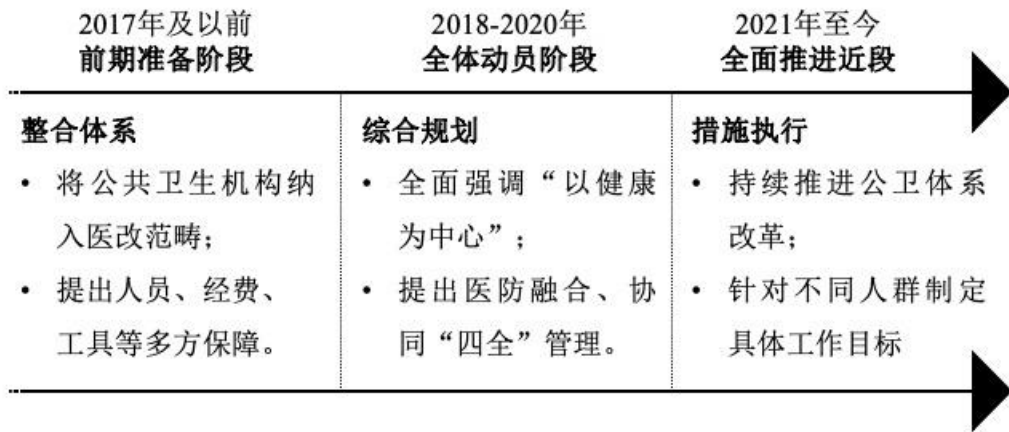 2017年及以前
前期准备阶段
2018-2020年
全体动员阶段
2021年至今
全面推进近段
整合体系
• 将公共卫生机构纳
入医改范畴；
• 提出人员、经费、
工具等多方保障。
综合规划
• 全面强调“以健康
为中心”；
• 提出医防融合、协
同“四全”管理。
措施执行
• 持续推进公卫体系
改革；
• 针对不同人群制定
具体工作目标